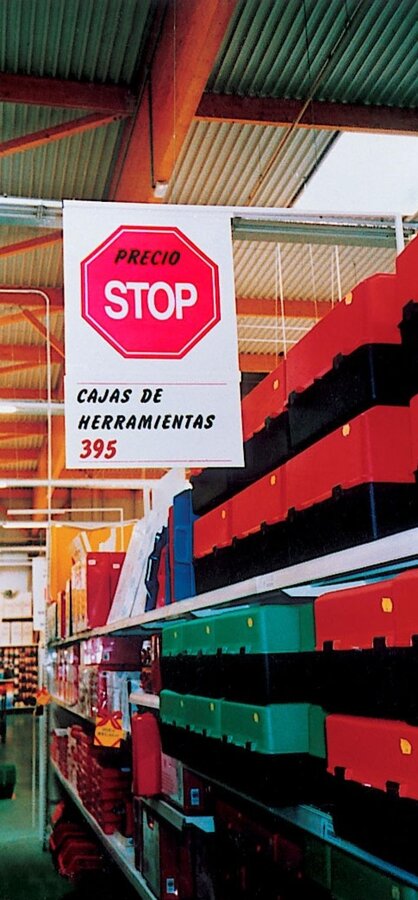 PRECIO
STOP
CAJAS DE
HERRAMIENTAS
395